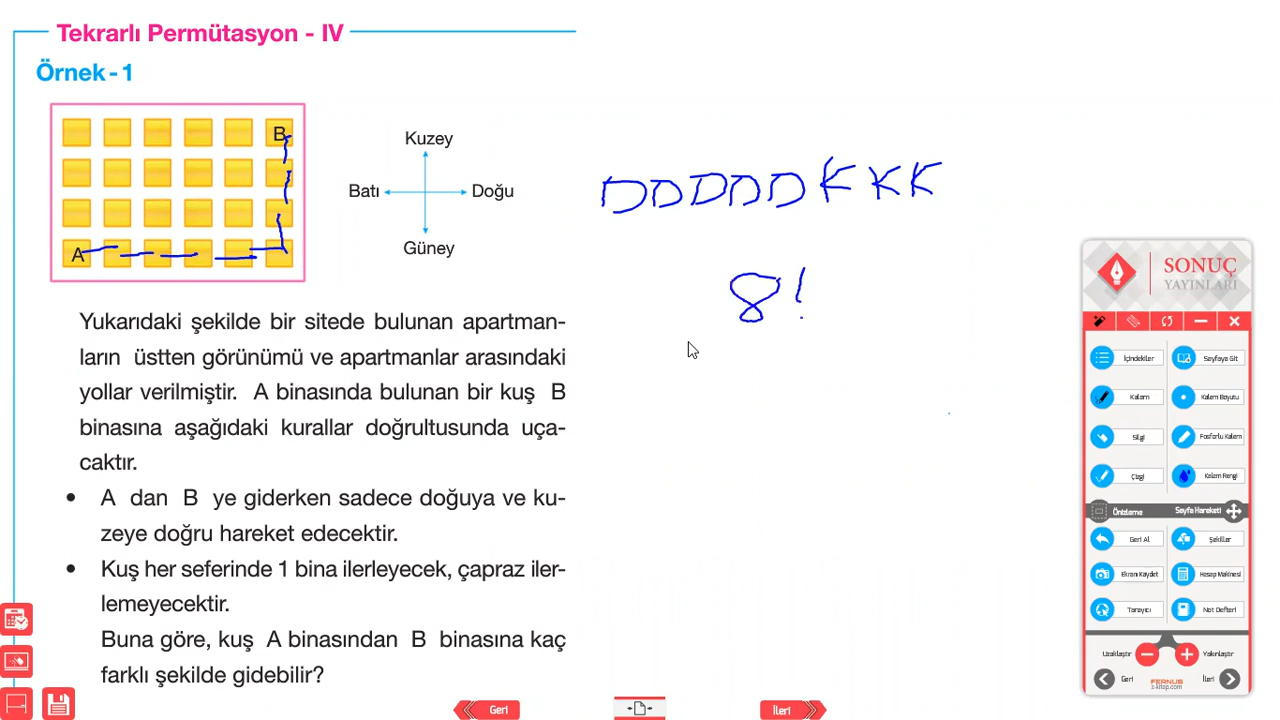 Tekrarlı Permütasyon - IV
Örnek - 1
B
A
Kuzey
Batı
Doğu
Güney
DDDDDKKK
8!
Yukarıdaki şekilde bir sitede bulunan apartman-
ların üstten görünümü ve apartmanlar arasındaki
yollar verilmiştir. A binasında bulunan bir kuş B
binasına aşağıdaki kurallar doğrultusunda uça-
caktır.
• A dan B ye giderken sadece doğuya ve ku-
zeye doğru hareket edecektir.
• Kuş her seferinde 1 bina ilerleyecek, çapraz iler-
lemeyecektir.
Buna göre, kuş A binasından B binasına kaç
farklı şekilde gidebilir?
SONUÇ
YAYINLARI
İçindekiler
Sayfaya Git
Kalem
Kalem Boyutu
Silgi
Fosforlu Kalem
Çizgi
Kalem Rengi
Önizleme
Sayfa Hareketi
Geri Al
Şekiller
Ekranı Kaydet
Hesap Makinesi
Tarayıcı
Not Defteri
Uzaklaştır
Yakınlaştır
Geri
FERNUS
z-kitap.com
İleri
Geri
İleri